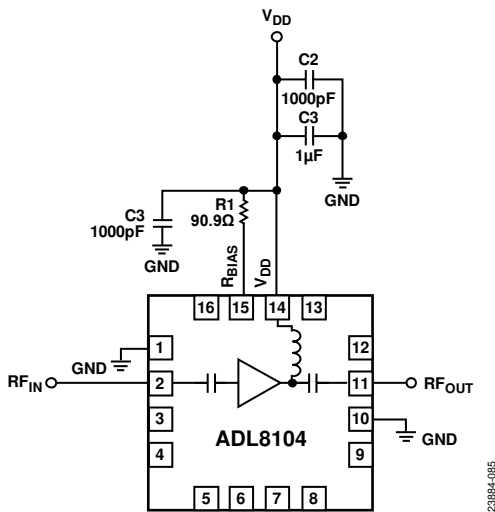 VDD
C2
1000pF
C3
1µF
GND
R1
90.9Ω
C3
1000pF
GND
RBIAS
VDD
16 15 14 13
1
GND
12
RFIN
2
11
RFOUT
3
10
GND
ADL8104
4
9
5 6 7 8
23884-085